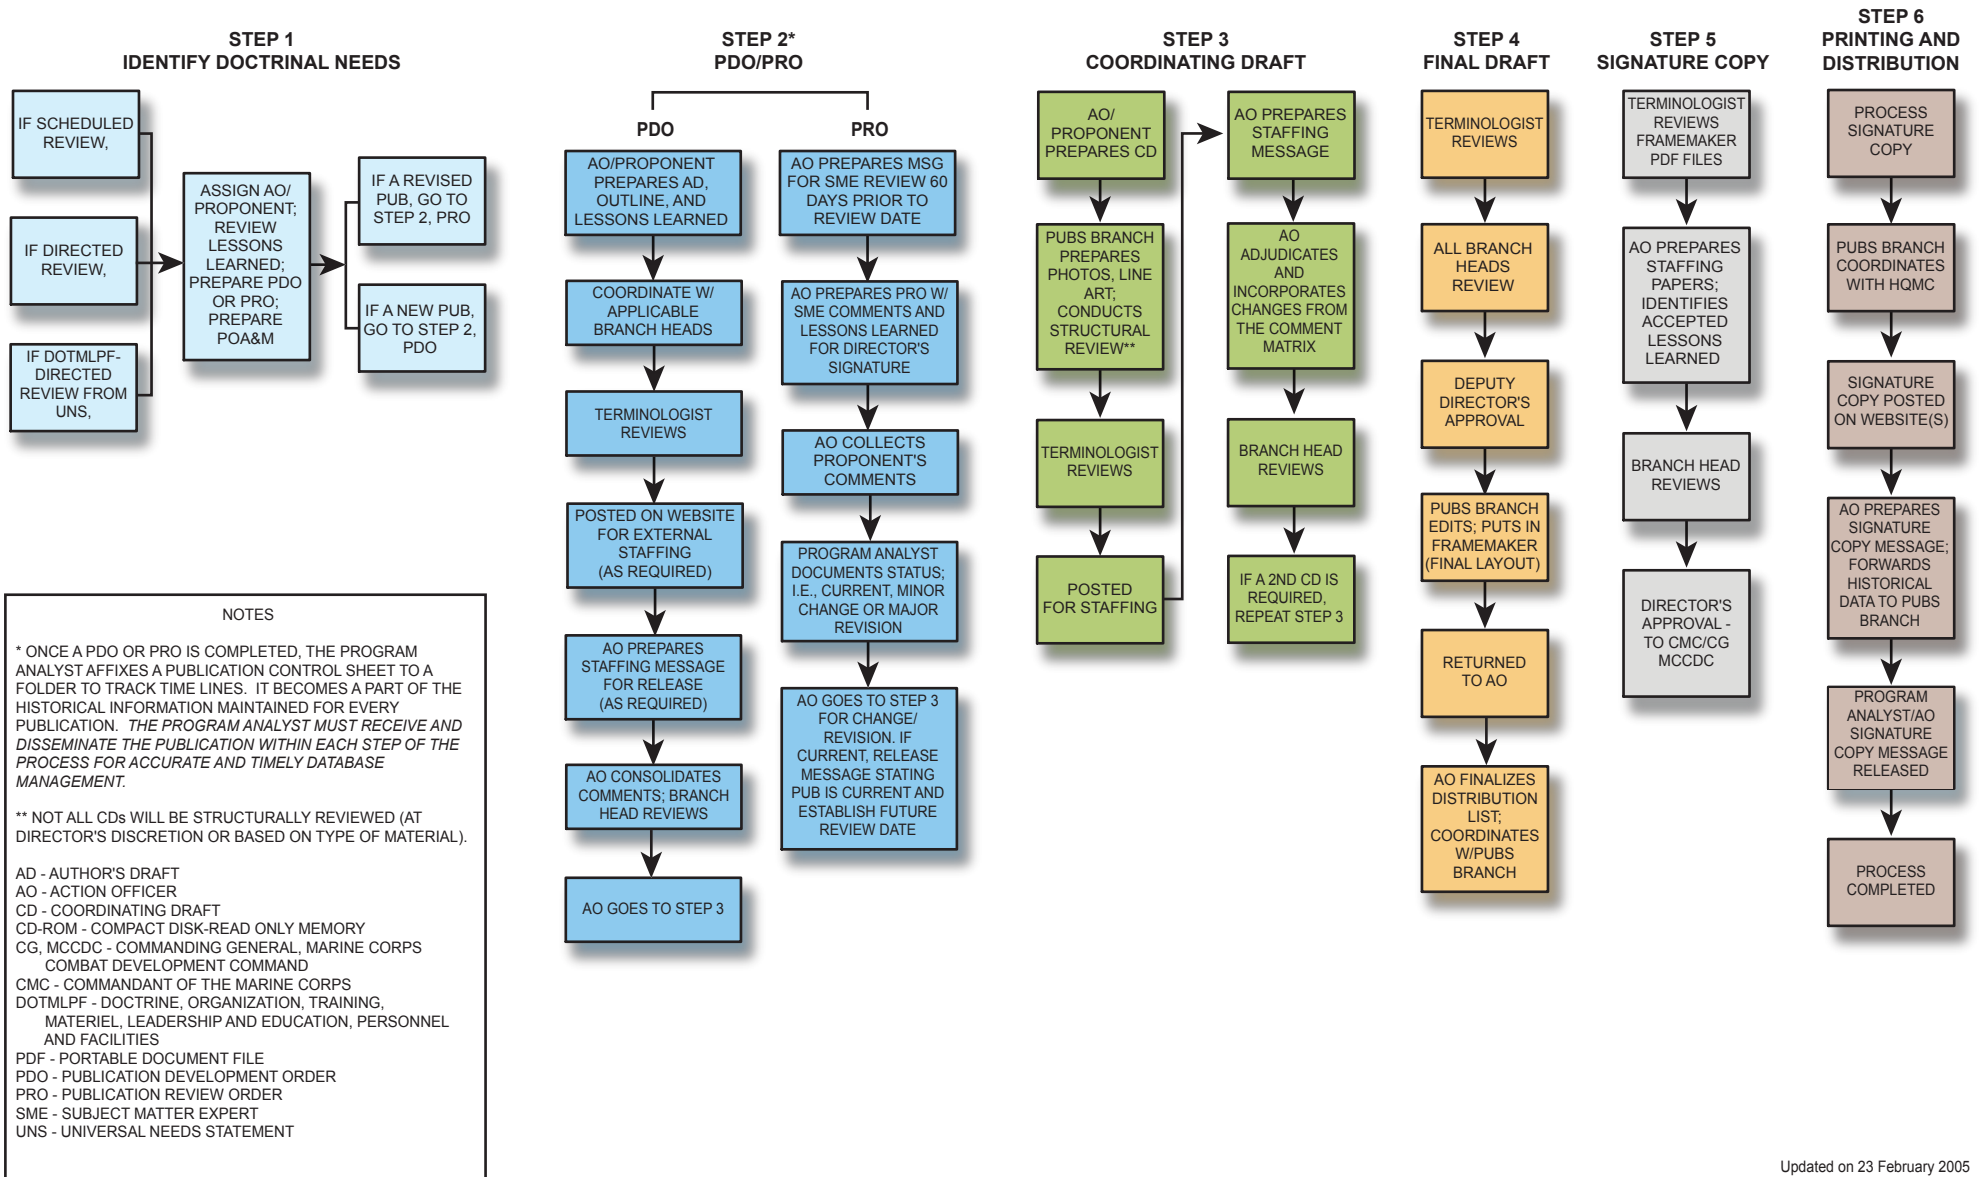 STEP 1
IDENTIFY DOCTRINAL NEEDS
IF SCHEDULED
REVIEW,
IF DIRECTED
REVIEW,
IF DOTMLPF-
DIRECTED
REVIEW FROM
UNS,
ASSIGN AO/
PROPONENT;
REVIEW
LESSONS
LEARNED;
PREPARE PDO
OR PRO;
PREPARE
POA&M
IF A REVISED
PUB, GO TO
STEP 2, PRO
IF A NEW PUB,
GO TO STEP 2,
PDO
STEP 2*
PDO/PRO
PDO
AO/PROPONENT
PREPARES AD,
OUTLINE, AND
LESSONS LEARNED
COORDINATE W/
APPLICABLE
BRANCH HEADS
TERMINOLOGIST
REVIEWS
POSTED ON WEBSITE
FOR EXTERNAL
STAFFING
(AS REQUIRED)
AO PREPARES
STAFFING MESSAGE
FOR RELEASE
(AS REQUIRED)
AO CONSOLIDATES
COMMENTS; BRANCH
HEAD REVIEWS
AO GOES TO STEP 3
PRO
AO PREPARES MSG
FOR SME REVIEW 60
DAYS PRIOR TO
REVIEW DATE
AO PREPARES PRO W/
SME COMMENTS AND
LESSONS LEARNED
FOR DIRECTOR'S
SIGNATURE
AO COLLECTS
PROPONENT'S
COMMENTS
PROGRAM ANALYST
DOCUMENTS STATUS;
I.E., CURRENT, MINOR
CHANGE OR MAJOR
REVISION
AO GOES TO STEP 3
FOR CHANGE/
REVISION. IF
CURRENT, RELEASE
MESSAGE STATING
PUB IS CURRENT AND
ESTABLISH FUTURE
REVIEW DATE
STEP 3
COORDINATING DRAFT
AO/
PROPONENT
PREPARES CD
PUBS BRANCH
PREPARES
PHOTOS, LINE
ART;
CONDUCTS
STRUCTURAL
REVIEW**
TERMINOLOGIST
REVIEWS
POSTED
FOR STAFFING
AO PREPARES
STAFFING
MESSAGE
AO
ADJUDICATES
AND
INCORPORATES
CHANGES FROM
THE COMMENT
MATRIX
BRANCH HEAD
REVIEWS
IF A 2ND CD IS
REQUIRED,
REPEAT STEP 3
STEP 4
FINAL DRAFT
TERMINOLOGIST
REVIEWS
ALL BRANCH
HEADS
REVIEW
DEPUTY
DIRECTOR'S
APPROVAL
PUBS BRANCH
EDITS; PUTS IN
FRAMEMAKER
(FINAL LAYOUT)
RETURNED
TO AO
AO FINALIZES
DISTRIBUTION
LIST;
COORDINATES
W/PUBS
BRANCH
STEP 5
SIGNATURE COPY
TERMINOLOGIST
REVIEWS
FRAMEMAKER
PDF FILES
AO PREPARES
STAFFING
PAPERS;
IDENTIFIES
ACCEPTED
LESSONS
LEARNED
BRANCH HEAD
REVIEWS
DIRECTOR'S
APPROVAL -
TO CMC/CG
MCCDC
STEP 6
PRINTING AND
DISTRIBUTION
PROCESS
SIGNATURE
COPY
PUBS BRANCH
COORDINATES
WITH HQMC
SIGNATURE
COPY POSTED
ON WEBSITE(S)
AO PREPARES
SIGNATURE
COPY MESSAGE;
FORWARDS
HISTORICAL
DATA TO PUBS
BRANCH
PROGRAM
ANALYST/AO
SIGNATURE
COPY MESSAGE
RELEASED
PROCESS
COMPLETED
NOTES
* ONCE A PDO OR PRO IS COMPLETED, THE PROGRAM
ANALYST AFFIXES A PUBLICATION CONTROL SHEET TO A
FOLDER TO TRACK TIME LINES. IT BECOMES A PART OF THE
HISTORICAL INFORMATION MAINTAINED FOR EVERY
PUBLICATION. THE PROGRAM ANALYST MUST RECEIVE AND
DISSEMINATE THE PUBLICATION WITHIN EACH STEP OF THE
PROCESS FOR ACCURATE AND TIMELY DATABASE
MANAGEMENT.
** NOT ALL CDs WILL BE STRUCTURALLY REVIEWED (AT
DIRECTOR'S DISCRETION OR BASED ON TYPE OF MATERIAL).
AD - AUTHOR'S DRAFT
AO - ACTION OFFICER
CD - COORDINATING DRAFT
CD-ROM - COMPACT DISK-READ ONLY MEMORY
CG, MCCDC - COMMANDING GENERAL, MARINE CORPS
COMBAT DEVELOPMENT COMMAND
CMC - COMMANDANT OF THE MARINE CORPS
DOTMLPF - DOCTRINE, ORGANIZATION, TRAINING,
MATERIEL, LEADERSHIP AND EDUCATION, PERSONNEL
AND FACILITIES
PDF - PORTABLE DOCUMENT FILE
PDO - PUBLICATION DEVELOPMENT ORDER
PRO - PUBLICATION REVIEW ORDER
SME - SUBJECT MATTER EXPERT
UNS - UNIVERSAL NEEDS STATEMENT
Updated on 23 February 2005